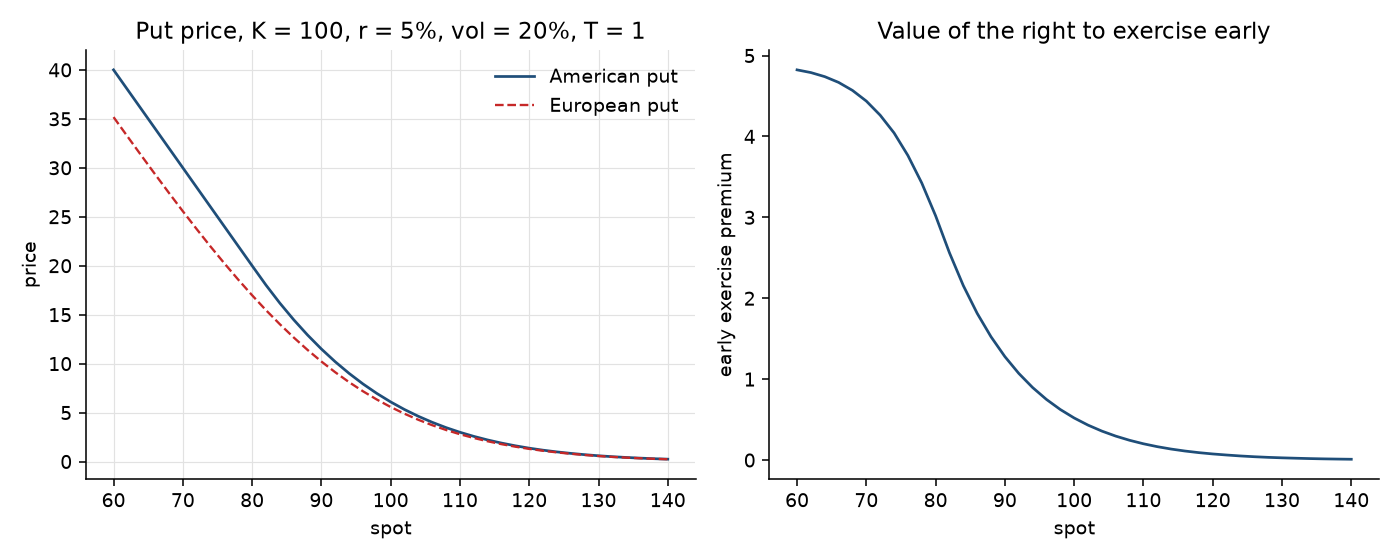 Put price, K = 100, r = 5%, vol = 20%, T = 1
American put
European put
40
35
30
25
20
15
10
5
0
price
60 70 80 90 100 110 120 130 140
spot
Value of the right to exercise early
5
4
3
2
1
0
early exercise premium
60 70 80 90 100 110 120 130 140
spot